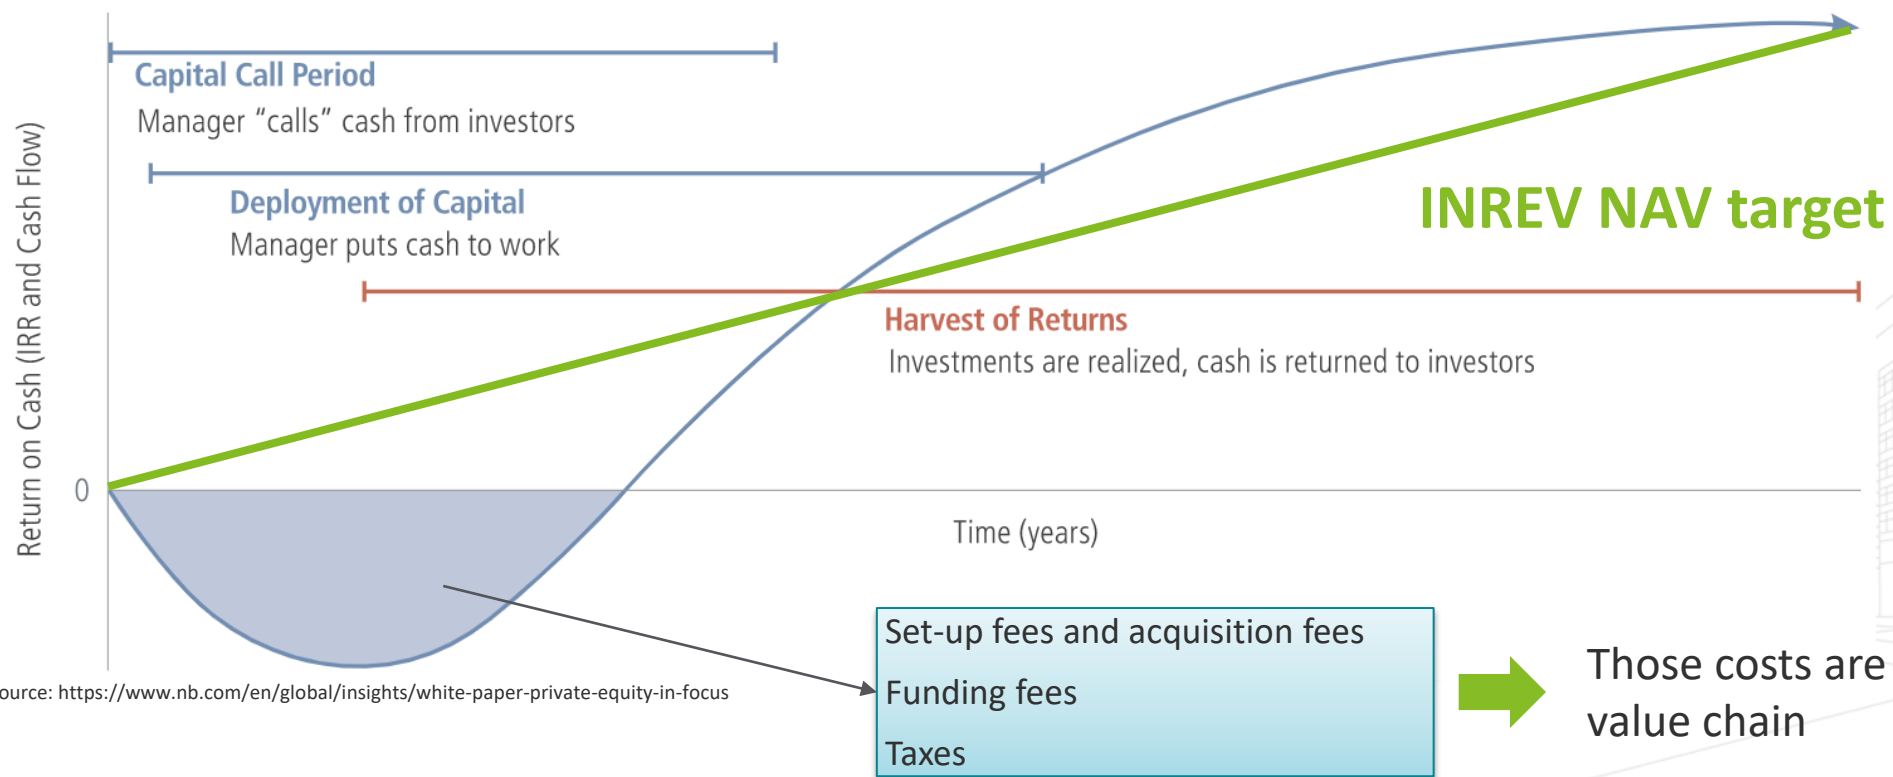 Capital Call Period
Manager “calls” cash from investors
Deployment of Capital
Manager puts cash to work
INREV NAV target
Harvest of Returns
Investments are realized, cash is returned to investors
Return on Cash (IRR and Cash Flow)
0
Time (years)
Set-up fees and acquisition fees
Funding fees
Taxes
Those costs are
value chain
ource: https://www.nb.com/en/global/insights/white-paper-private-equity-in-focus